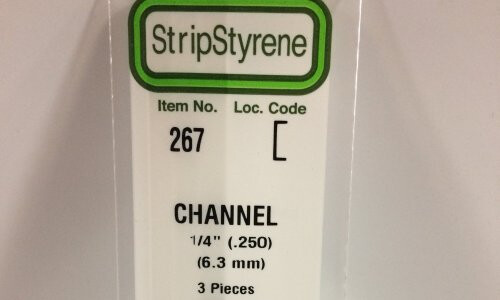 StripStyrene
Item No. Loc. Code
267 [
CHANNEL
1/4" (.250)
(6.3 mm)
3 Pieces